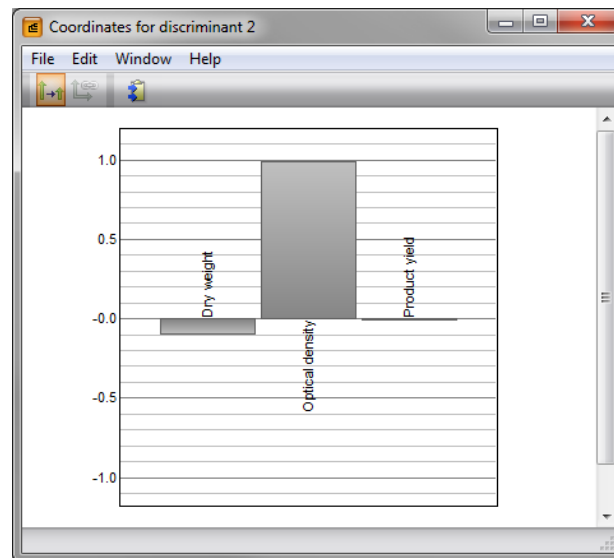 Coordinates for discriminant 2
File Edit Window Help
1.0
0.5
-0.0
-0.5
-1.0
Dry weight
Optical density
Product yield